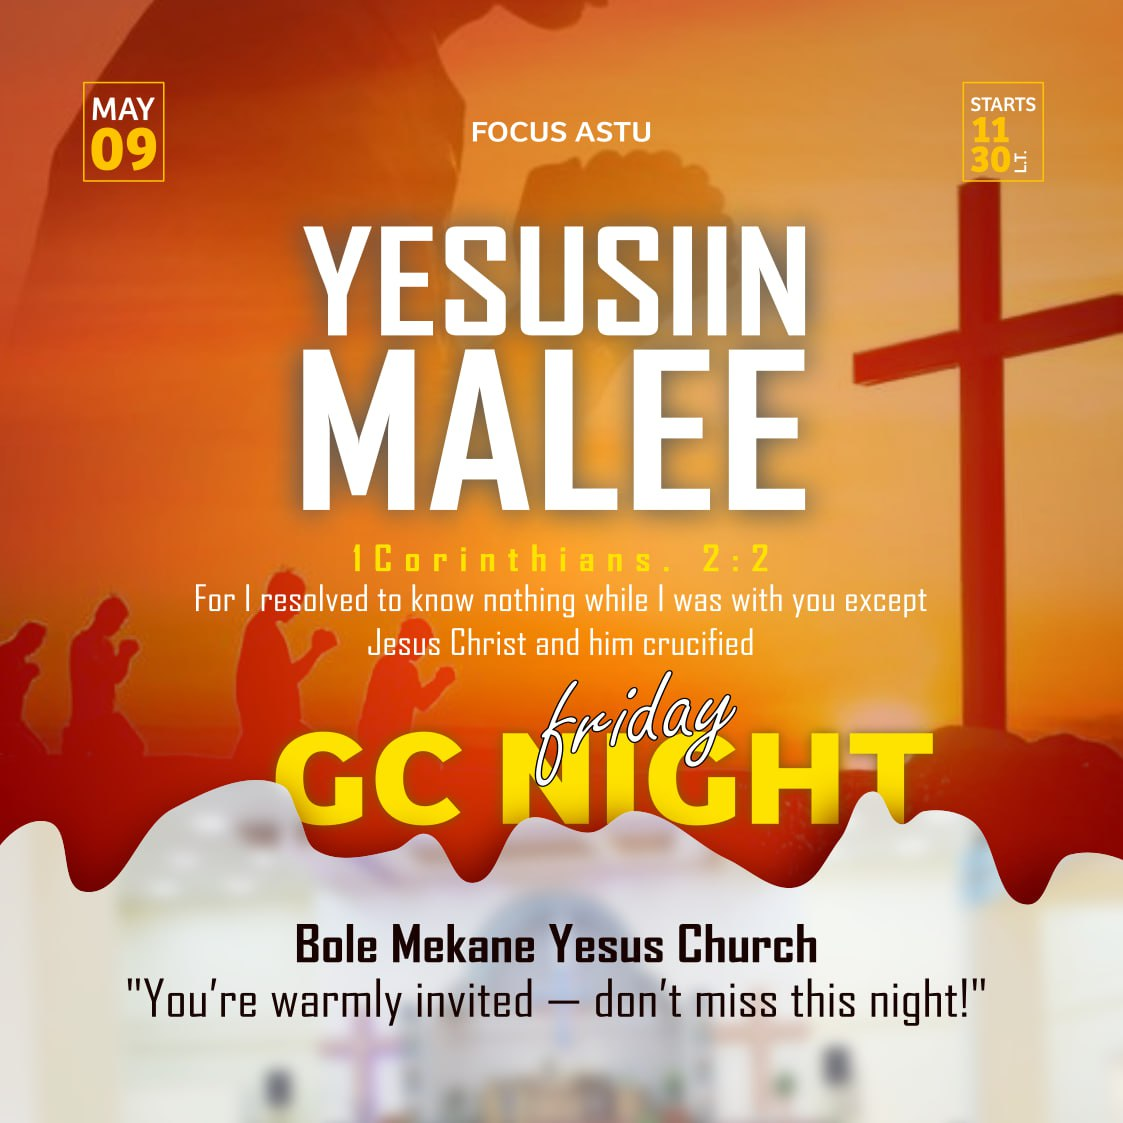 MAY
09
FOCUS ASTU
STARTS
11
30 L.T.
YESUSIIN
MALEE
1Corinthians. 2:2
For I resolved to know nothing while I was with you except
Jesus Christ and him crucified
friday
GC NIGHT
Bole Mekane Yesus Church
"You’re warmly invited — don’t miss this night!"